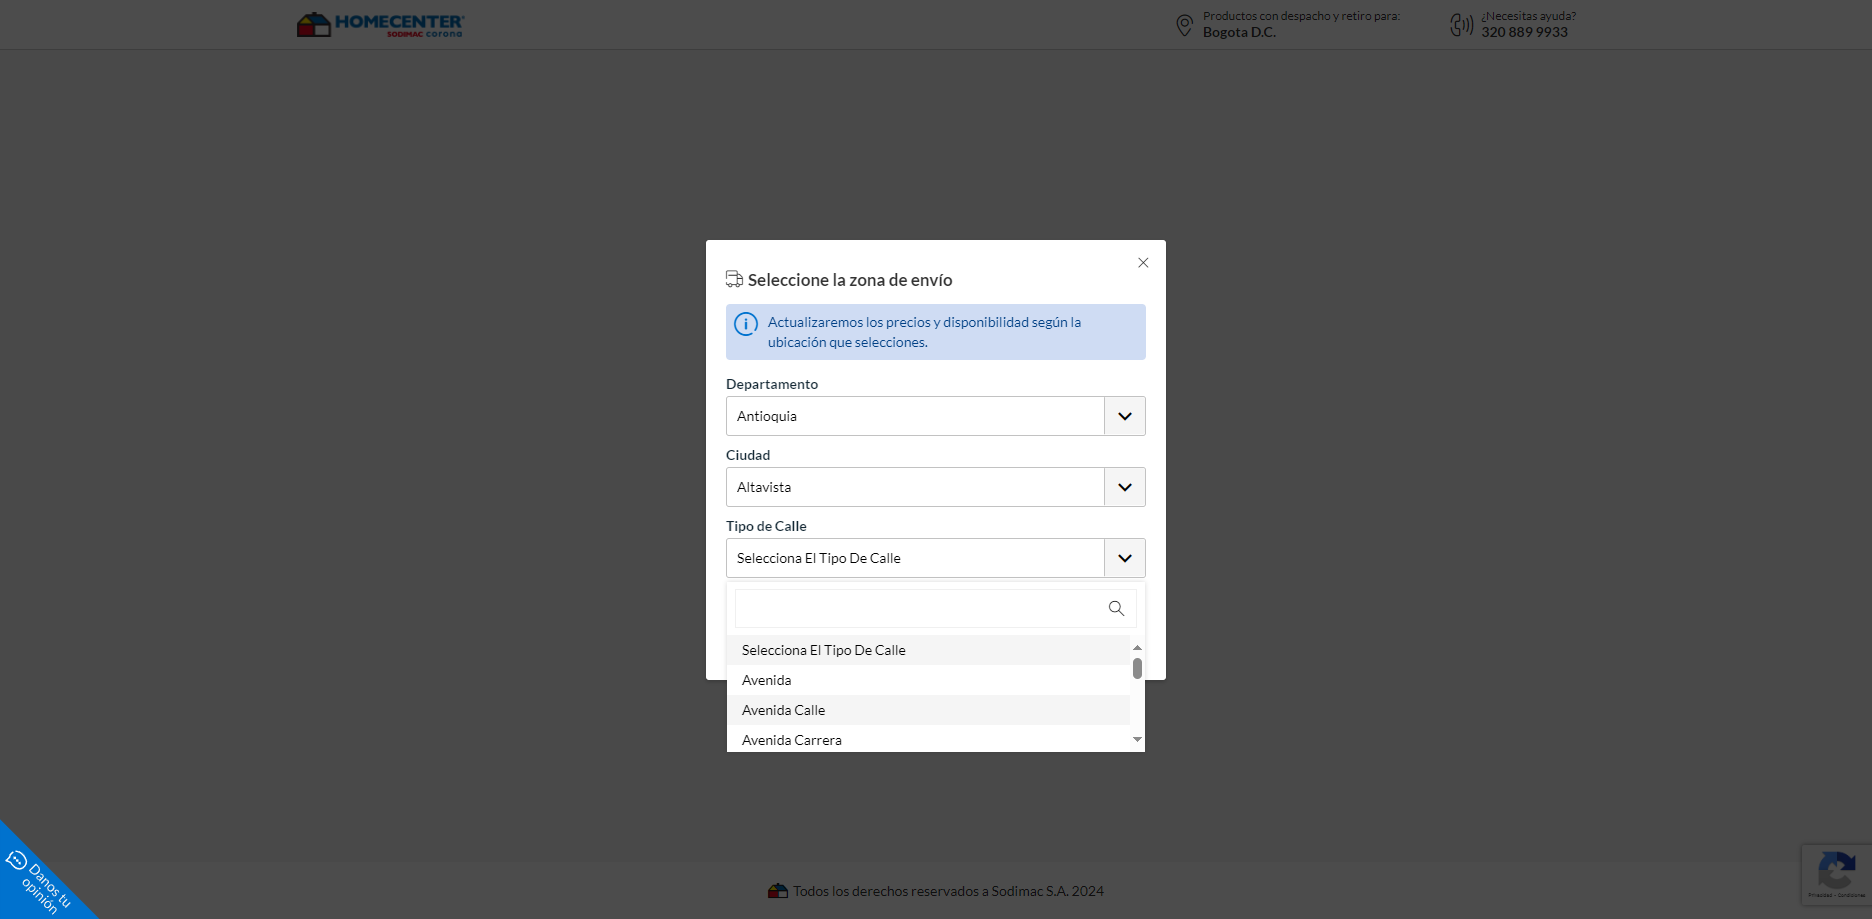 HOMECENTER
SODIMAC corona
Productos con despacho y retiro para:
Bogota D.C.
¿Necesitas ayuda?
320 889 9933
Seleccione la zona de envío
Actualizaremos los precios y disponibilidad según la
ubicación que selecciones.
Departamento
Antioquia
Ciudad
Altavista
Tipo de Calle
Selecciona El Tipo De Calle
Selecciona El Tipo De Calle
Avenida
Avenida Calle
Avenida Carrera
Danos tu
opinión
Todos los derechos reservados a Sodimac S.A. 2024
Privacidad - Condiciones